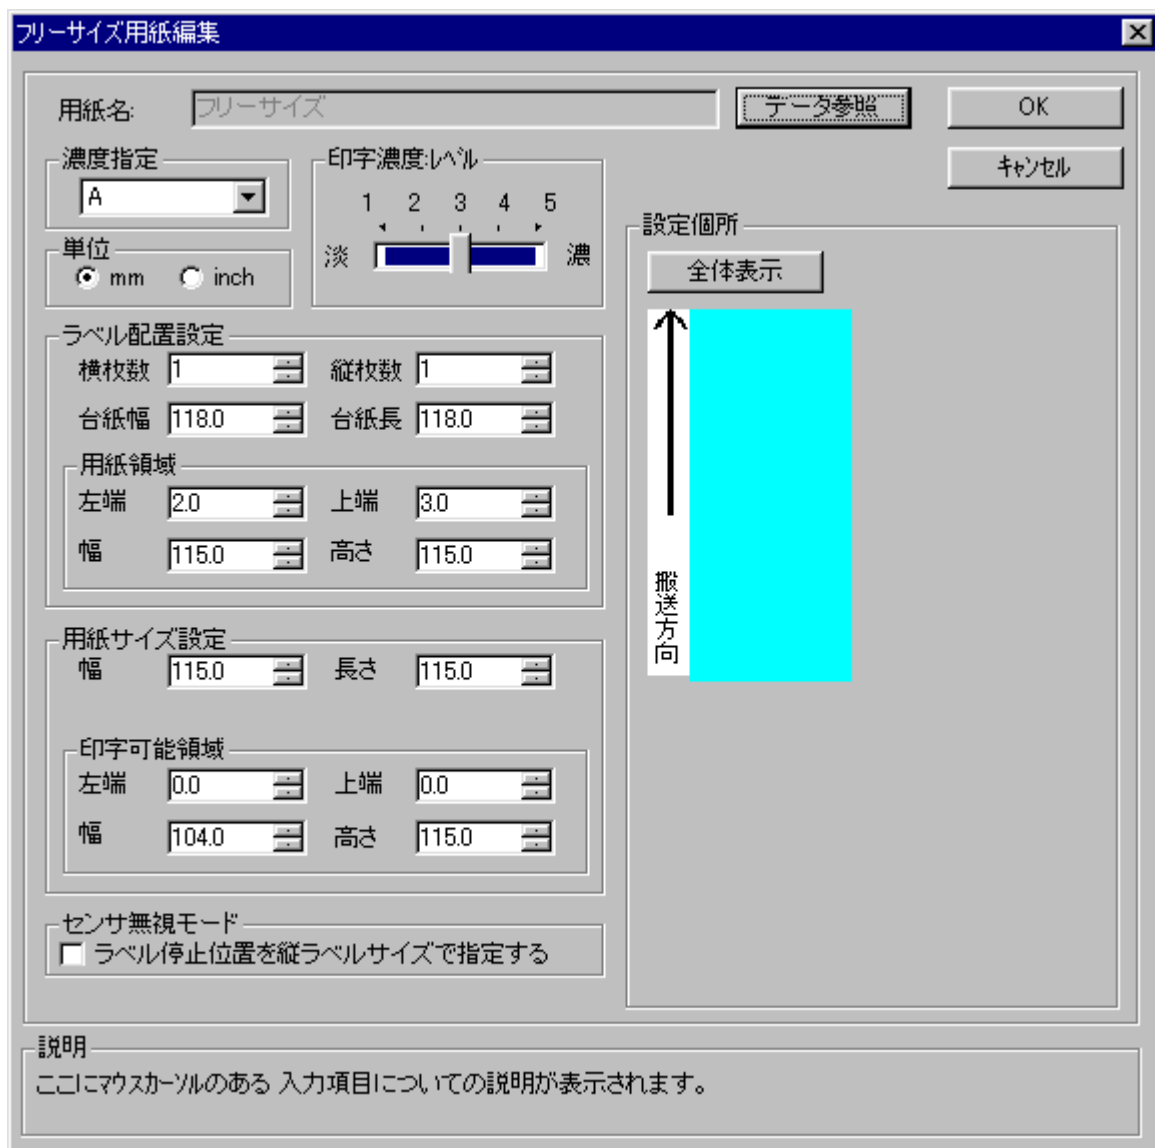 フリーサイズ用紙編集
用紙名: フリーサイズ データ参照 OK
キャンセル
濃度指定
A
印字濃度:レベル
1 2 3 4 5
淡 濃
単位
mm inch
ラベル配置設定
横枚数 1 縦枚数 1
台紙幅 118.0 台紙長 118.0
用紙領域
左端 2.0 上端 3.0
幅 115.0 高さ 115.0
用紙サイズ設定
幅 115.0 長さ 115.0
印字可能領域
左端 0.0 上端 0.0
幅 104.0 高さ 115.0
センサ無視モード
ラベル停止位置を縦ラベルサイズで指定する
設定個所
全体表示
搬送方向
説明
ここにマウスカーソルのある 入力項目についての説明が表示されます。